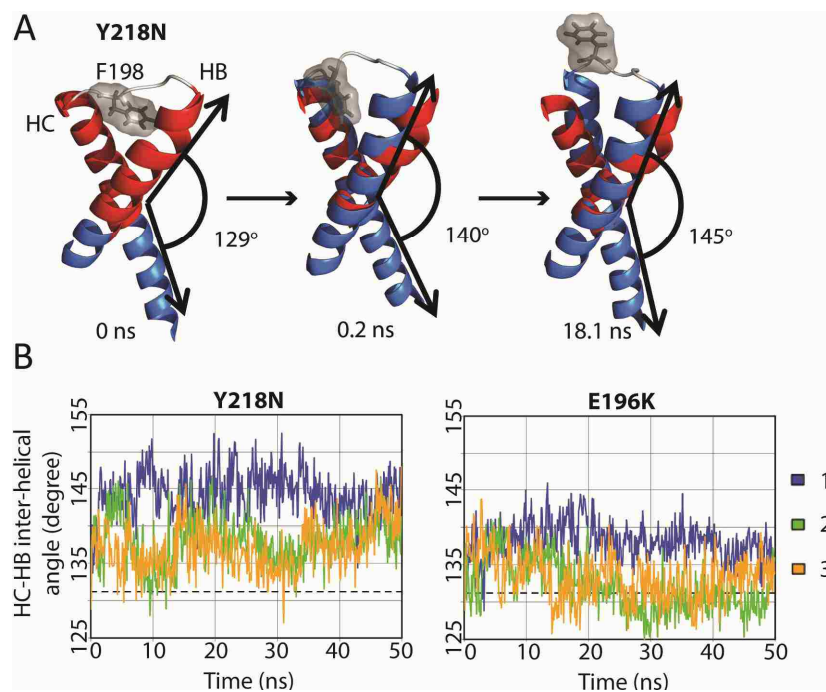 A
Y218N
F198
HB
HC
129°
140°
145°
0 ns
0.2 ns
18.1 ns
B
Y218N
E196K
HC-HB inter-helical
angle (degree)
155
145
135
125
0 10 20 30 40 50
Time (ns)
155
145
135
125
0 10 20 30 40 50
Time (ns)
1
2
3